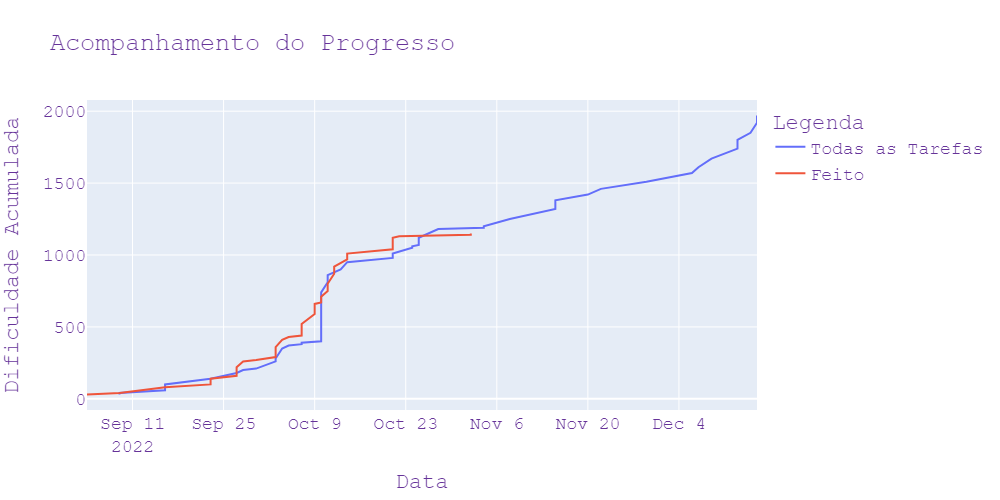 Acompanhamento do Progresso
Dificuldade Acumulada
2000
1500
1000
500
0
Sep 11
2022
Sep 25
Oct 9
Oct 23
Nov 6
Nov 20
Dec 4
Data
Legenda
Todas as Tarefas
Feito